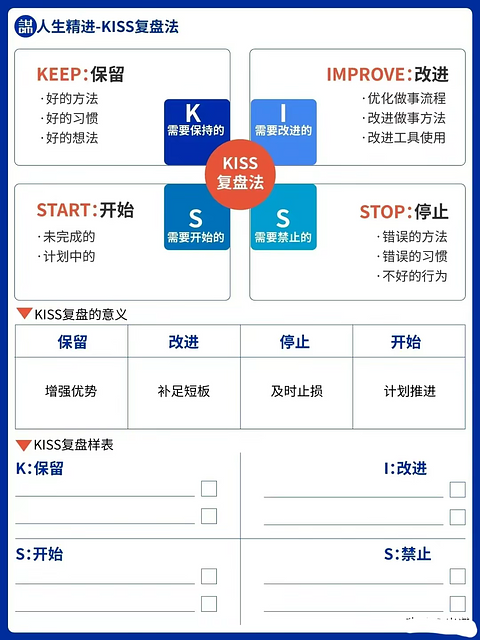 謀 人生精进-KISS复盘法
KEEP:保留
·好的方法
·好的习惯
·好的想法
K
需要保持的
IMPROVE:改进
·优化做事流程
·改进做事方法
·改进工具使用
I
需要改进的
KISS
复盘法
START:开始
·未完成的
·计划中的
S
需要开始的
STOP:停止
·错误的方法
·错误的习惯
·不好的行为
S
需要禁止的
KISS复盘的意义
保留 改进 停止 开始
增强优势 补足短板 及时止损 计划推进
KISS复盘样表
K:保留 I:改进
S:开始 S:禁止